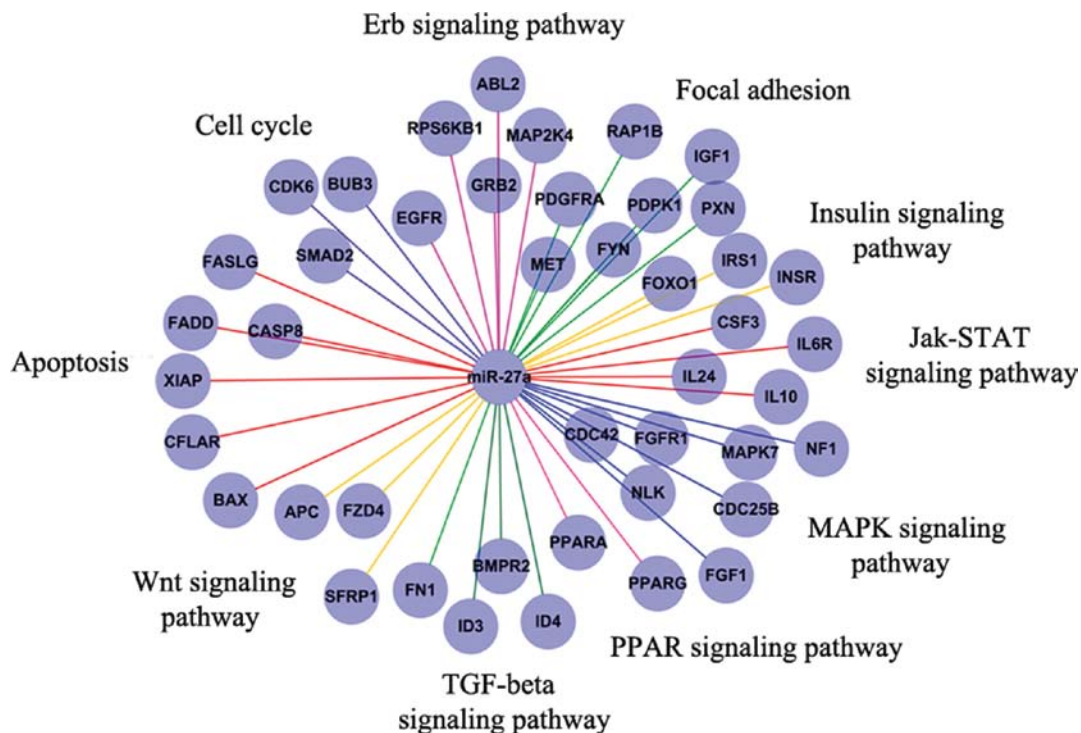 Erb signaling pathway
ABL2
Focal adhesion
Cell cycle
RPS6KB1
MAP2K4
RAP1B
IGF1
CDK6
BUB3
GRB2
PDGFRA
PDPK1
PXN
EGFR
Insulin signaling
pathway
SMAD2
FASLG
MET
FYN
IRS1
FOXO1
INSR
FADD
CASP8
CSF3
IL6R
Jak-STAT
signaling pathway
Apoptosis
XIAP
miR-27a
IL24
IL10
CFLAR
CDC42
FGFR1
MAPK7
NF1
BAX
APC
FZD4
NLK
CDC25B
MAPK signaling
pathway
PPARA
BMPR2
PPARG
FGF1
Wnt signaling
pathway
SFRP1
FN1
ID3
ID4
PPAR signaling pathway
TGF-beta
signaling pathway